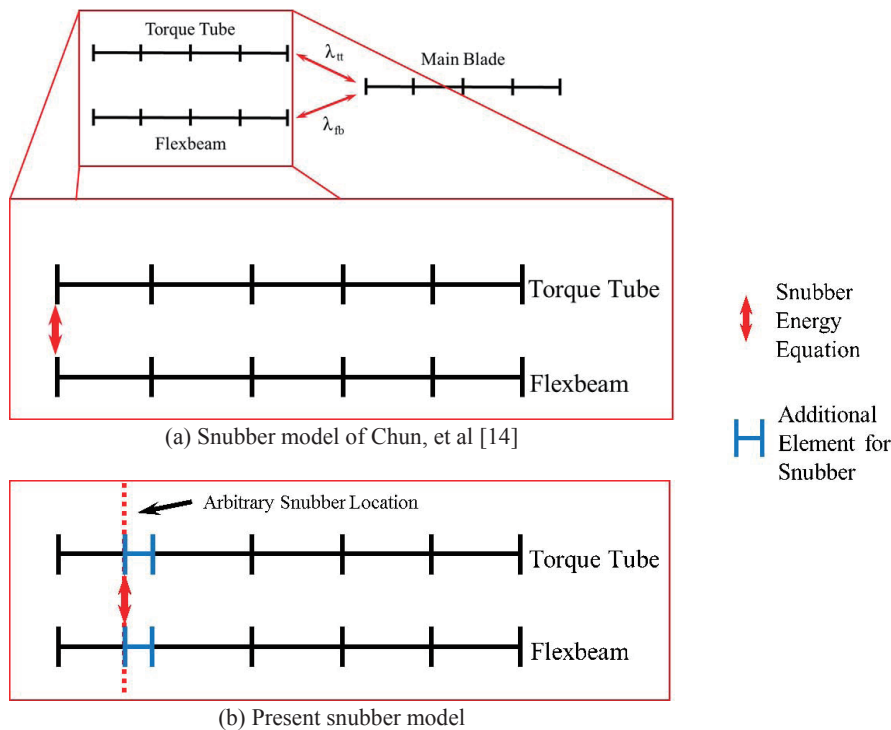 Torque Tube
λtt
Main Blade
λfb
Flexbeam
Torque Tube
Flexbeam
(a) Snubber model of Chun, et al [14]
Snubber
Energy
Equation
Additional
Element for
Snubber
Arbitrary Snubber Location
Torque Tube
Flexbeam
(b) Present snubber model